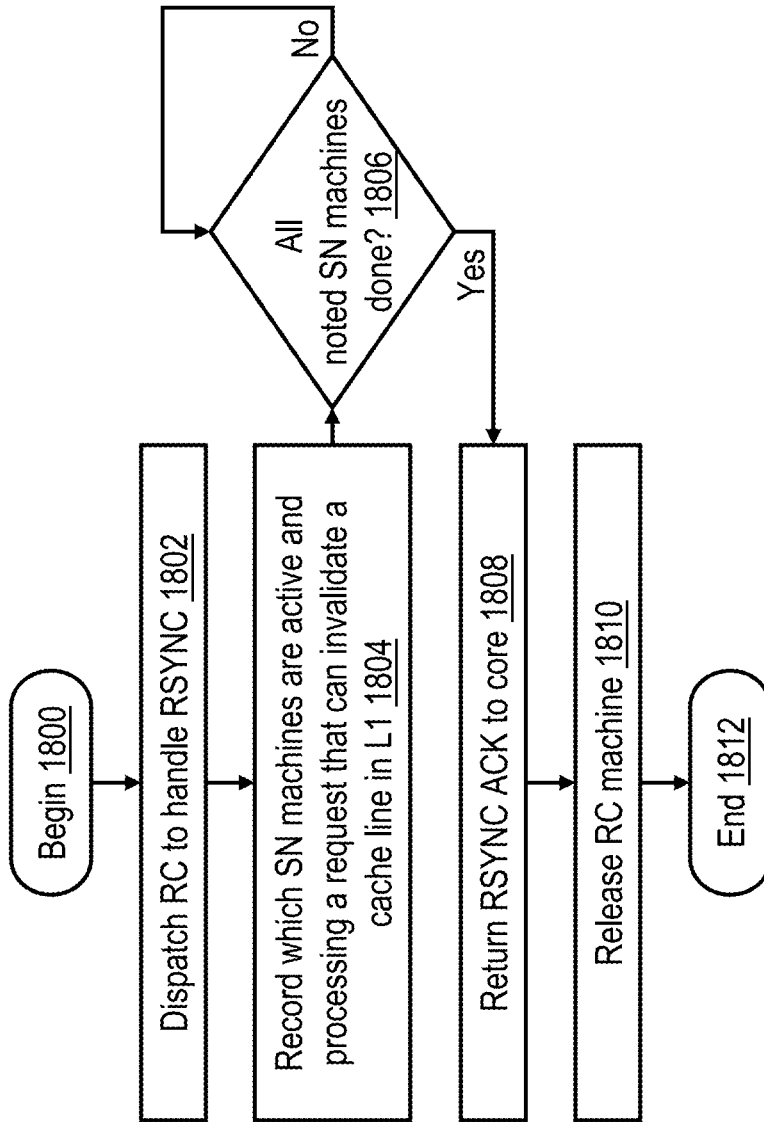 Begin 1800
Dispatch RC to handle RSYNC 1802
Record which SN machines are active and
processing a request that can invalidate a
cache line in L1 1804
All
noted SN machines
done? 1806
No
Yes
Return RSYNC ACK to core 1808
Release RC machine 1810
End 1812